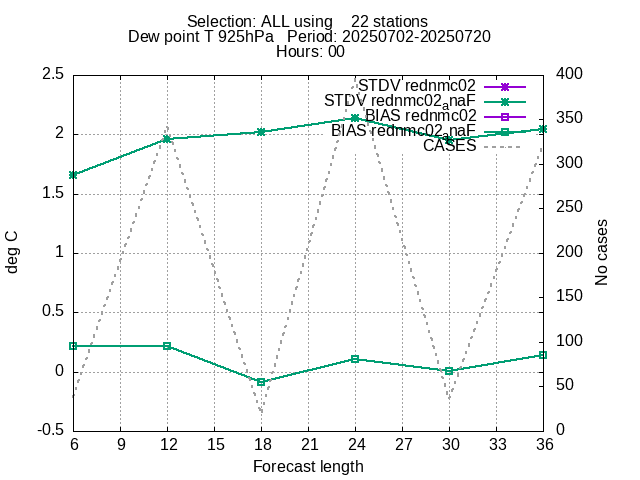 Selection: ALL using    22 stations
Dew point T 925hPa   Period: 20250702-20250720
Hours: 00
STDV rednmc02
STDV rednmc02anaF
BIAS rednmc02
BIAS rednmc02anaF
CASES
2.5
2
1.5
1
0.5
0
-0.5
deg C
400
350
300
250
200
150
100
50
0
No cases
6 9 12 15 18 21 24 27 30 33 36
Forecast length